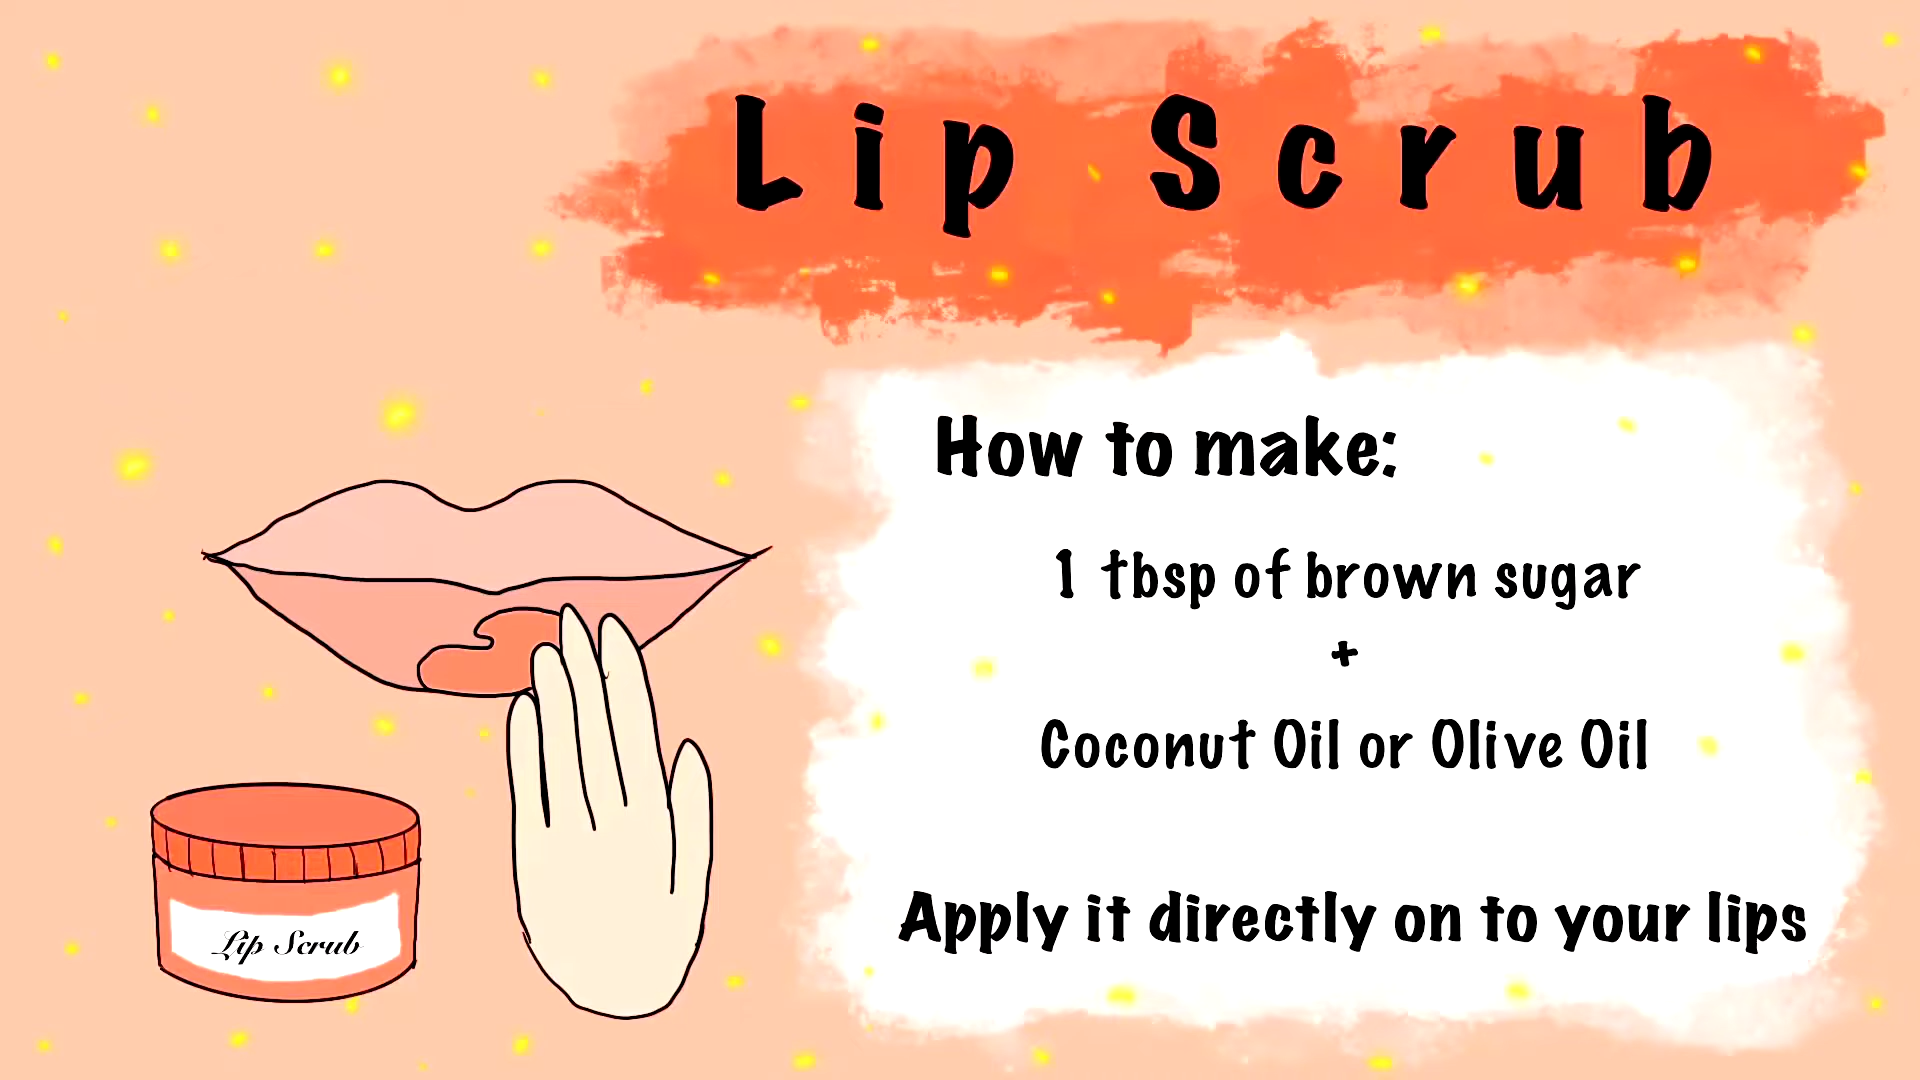 Lip Scrub
How to make:
1 tbsp of brown sugar
+
Coconut Oil or Olive Oil
Apply it directly on to your lips
Lip Scrub